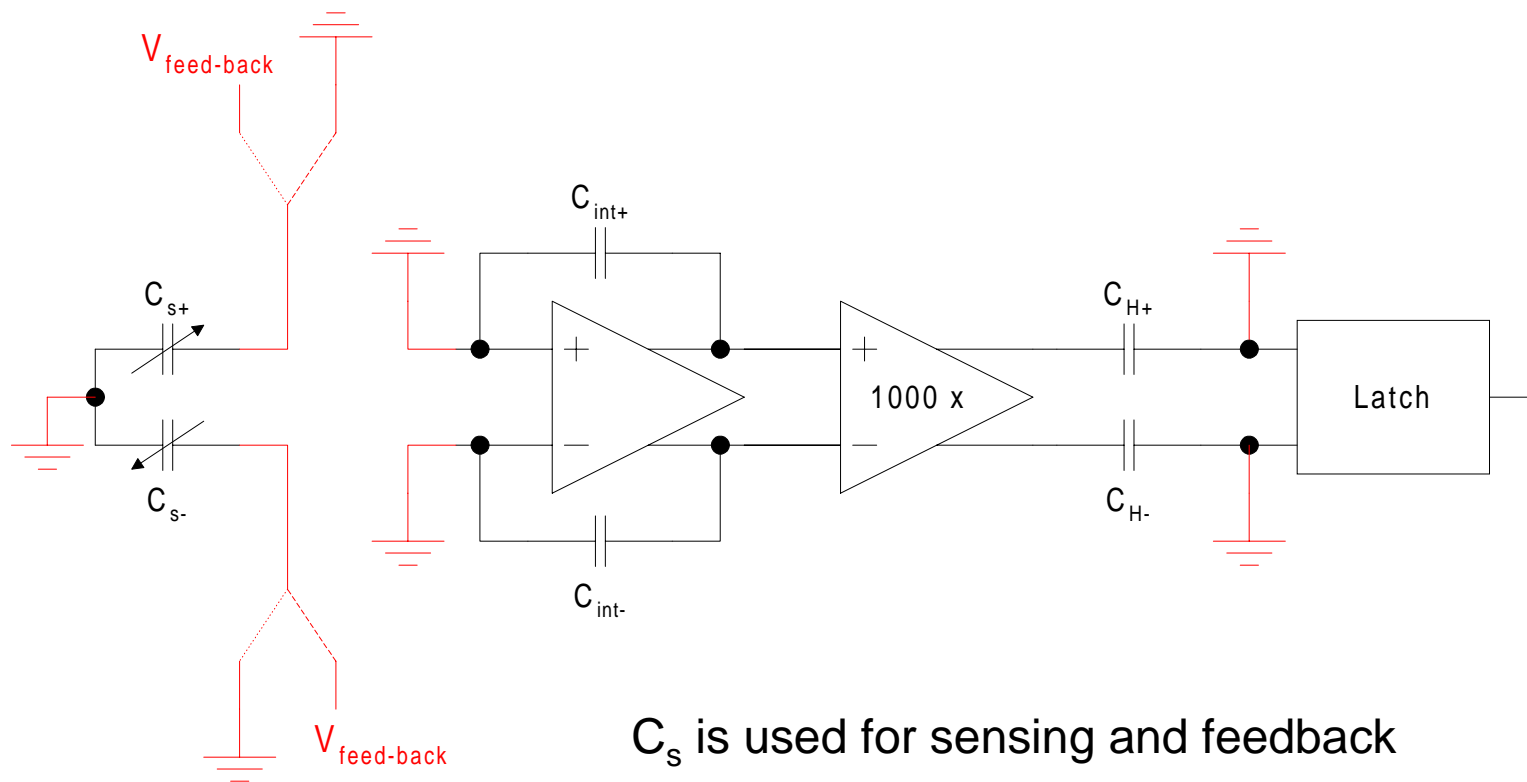 V feed-back
C int+
C s+
C H+
+
+
1000 x
Latch
−
−
C s-
C H-
C int-
V feed-back
C s is used for sensing and feedback